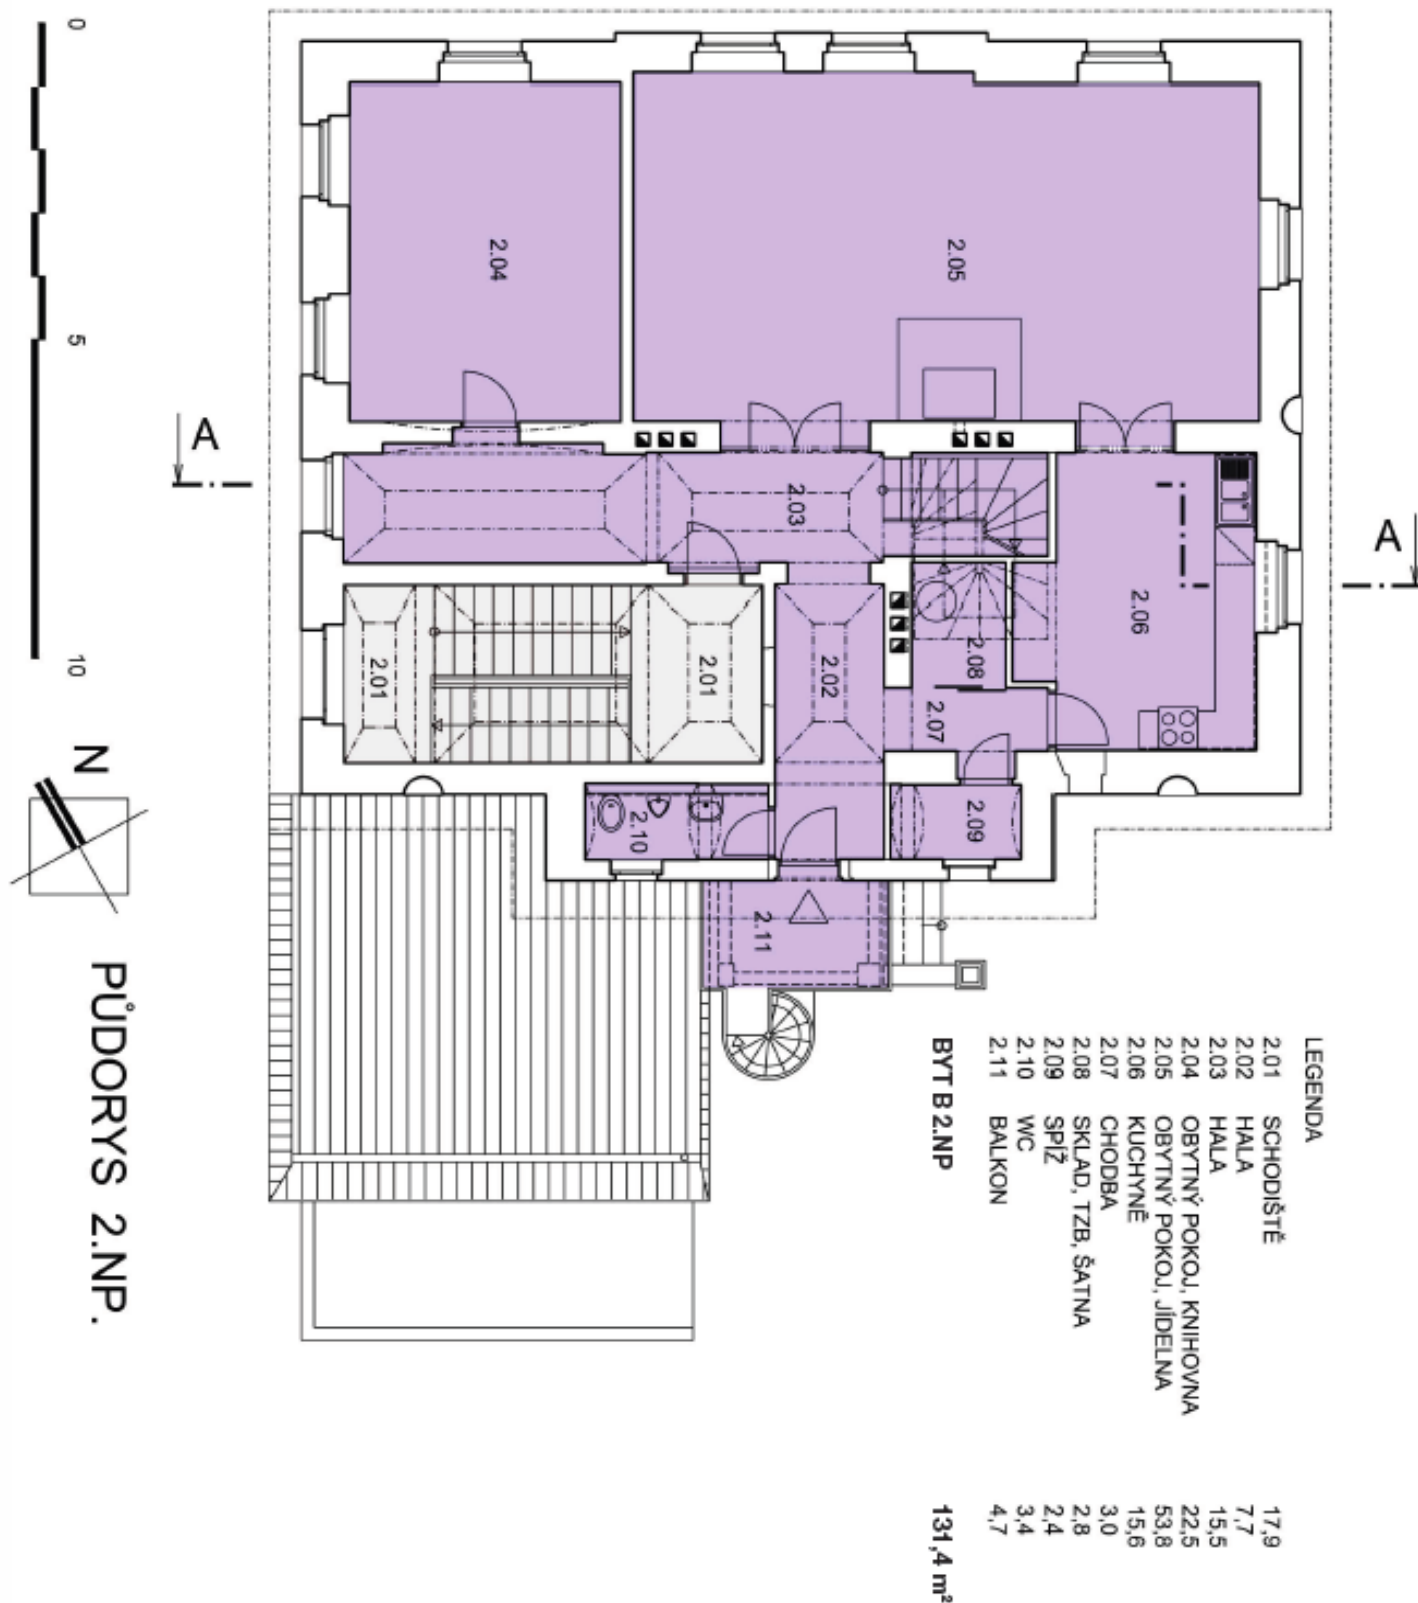 LEGENDA
2.01 SCHODIŠTĚ 17,9
2.02 HALA 7,7
2.03 HALA 15,5
2.04 OBYTNÝ POKOJ, KNIHOVNA 22,5
2.05 OBYTNÝ POKOJ, JÍDELNA 53,8
2.06 KUCHYNĚ 15,6
2.07 CHODBA 3,0
2.08 SKLAD, TZB, ŠATNA 2,8
2.09 SPÍŽ 2,4
2.10 WC 3,4
2.11 BALKON 4,7
BYT B 2.NP 131,4 m²
A
A
2.04
2.05
2.03
2.06
2.01
2.01
2.02
2.08
2.07
2.10
2.09
2.11
0
5
10
N
PŮDORYS 2.NP.